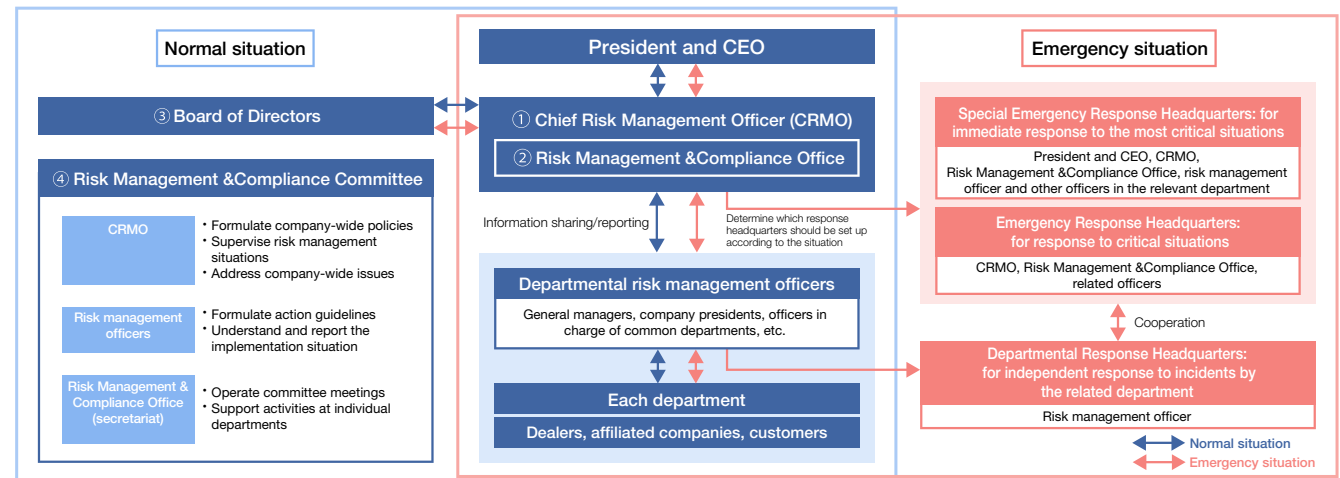 Normal situation
President and CEO
Emergency situation
③ Board of Directors
① Chief Risk Management Officer (CRMO)
② Risk Management &Compliance Office
④ Risk Management &Compliance Committee
CRMO
・Formulate company-wide policies
・Supervise risk management
situations
・Address company-wide issues
Risk management
officers
・Formulate action guidelines
・Understand and report the
implementation situation
Risk Management &
Compliance Office
(secretariat)
・Operate committee meetings
・Support activities at individual
departments
Information sharing/reporting
Determine which response
headquarters should be set up
according to the situation
Departmental risk management officers
General managers, company presidents, officers in
charge of common departments, etc.
Each department
Dealers, affiliated companies, customers
Special Emergency Response Headquarters: for
immediate response to the most critical situations
President and CEO, CRMO,
Risk Management &Compliance Office, risk management
officer and other officers in the relevant department
Emergency Response Headquarters:
for response to critical situations
CRMO, Risk Management &Compliance Office,
related officers
Cooperation
Departmental Response Headquarters:
for independent response to incidents by
the related department
Risk management officer
Normal situation
Emergency situation